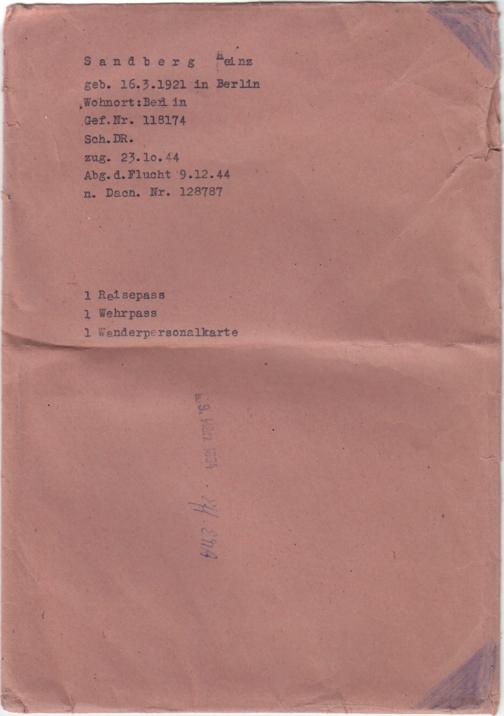 Sandberg Heinz
geb. 16.3.1921 in Berlin
Wohnort:Berlin
Gef.Nr. 118174
Sch.DR.
zug. 23.10.44
Abg.d.Flucht 9.12.44
n. Dach. Nr. 128787
1 Reisepass
1 Wehrpass
1 Wanderpersonalkarte